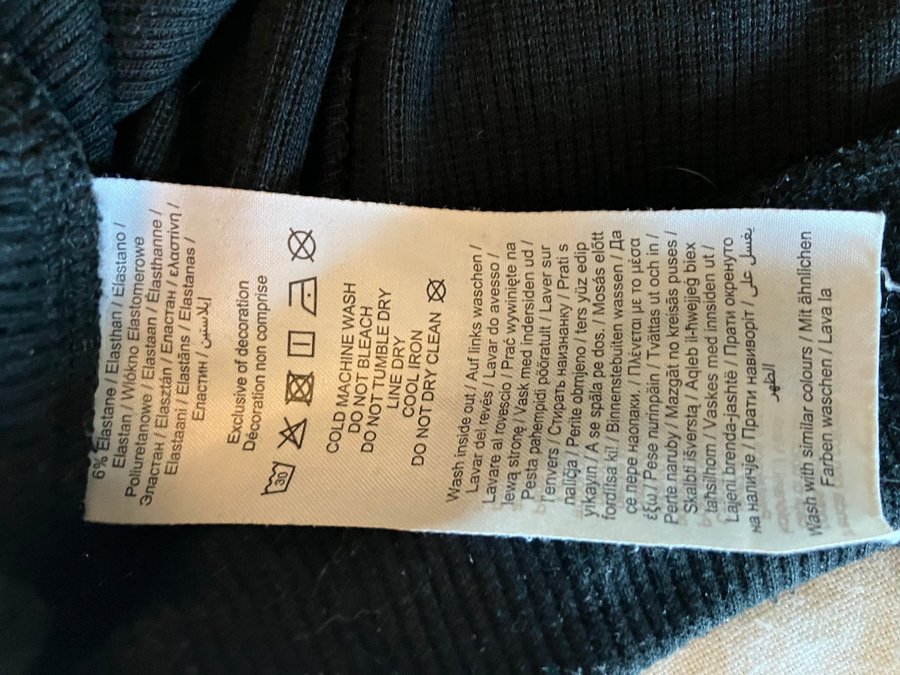 6% Elastane / Elasthan / Elastano /
Elastan / Włókno Elastomerowe
Poliuretanowe / Elastan / Élasthanne /
Эластан / Elasztán / Еластан / ελαστίνη /
Elastaani / Elastāns / Elastanas /
Еластин / إيلاستين
Exclusive of decoration
Décoration non comprise
30
COLD MACHINE WASH
DO NOT BLEACH
DO NOT TUMBLE DRY
LINE DRY
COOL IRON
DO NOT DRY CLEAN
Wash inside out / Auf links waschen /
Lavar del revés / Lavar do avesso /
Lavare al rovescio / Prać wywinięte na
lewą stronę / Vask med indersiden ud /
Pesta pahempidi pööratult / Laver sur
l'envers / Стирать наизнанку / Prati s
naličja / Perite obrnjeno / ters yüz edip
yikayin / A se spăla pe dos. / Mosás előtt
fordítsa ki! / Binnenstebuiten wassen / Да
се пере наопаки. / Πλένεται με το μέσα
έξω / Pese nurinpäin / Tvättas ut och in /
Perte naruby / Mazgāt no kreisās puses /
Skalbti išverstą / Aqleb il-ħwejjeġ biex
taħsilhom / Vaskes med innsiden ut /
Lajeni brenda-jashtë / Прати окренуто
на наличје / Прати навиворіт / يغسل على
الظهر
Wash with similar colours / Mit ähnlichen
Farben waschen / Lava la